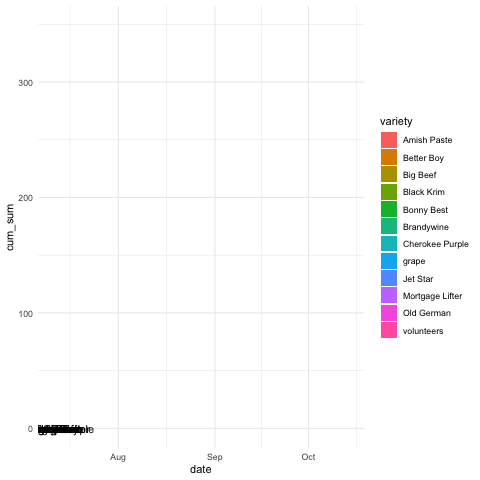 300
200
100
0
cum_sum
Aug
Sep
Oct
date
variety
Amish Paste
Better Boy
Big Beef
Black Krim
Bonny Best
Brandywine
Cherokee Purple
grape
Jet Star
Mortgage Lifter
Old German
volunteers